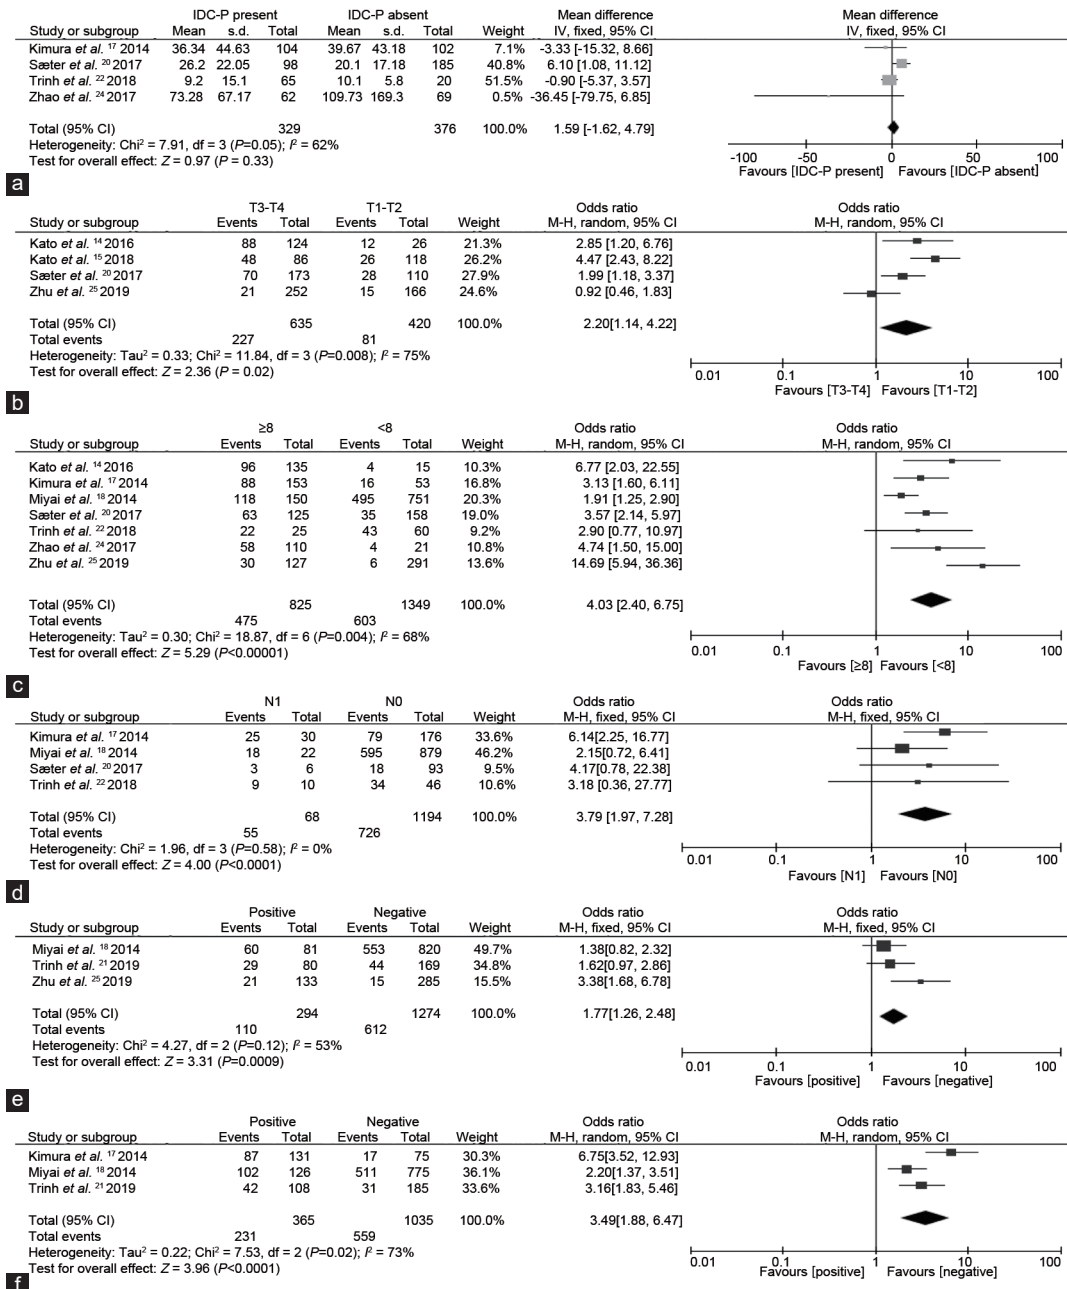 IDC-P present IDC-P absent Mean difference Mean difference
Study or subgroup Mean s.d. Total Mean s.d. Total Weight IV, fixed, 95% CI IV, fixed, 95% CI
Kimura et al. 17 2014 36.34 44.63 104 39.67 43.18 102 7.1% -3.33 [-15.32, 8.66]
Sæter et al. 20 2017 26.2 22.05 98 20.1 17.18 185 40.8% 6.10 [1.08, 11.12]
Trinh et al. 22 2018 9.2 15.1 65 10.1 5.8 20 51.5% -0.90 [-5.37, 3.57]
Zhao et al. 24 2017 73.28 67.17 62 109.73 169.3 69 0.5% -36.45 [-79.75, 6.85]
Total (95% CI) 329 376 100.0% 1.59 [-1.62, 4.79]
Heterogeneity: Chi² = 7.91, df = 3 (P=0.05); I² = 62%
Test for overall effect: Z = 0.97 (P = 0.33)
-100 -50 0 50 100
Favours [IDC-P present] Favours [IDC-P absent]
a
T3-T4 T1-T2 Odds ratio Odds ratio
Study or subgroup Events Total Events Total Weight M-H, random, 95% CI M-H, random, 95% CI
Kato et al. 14 2016 88 124 12 26 21.3% 2.85 [1.20, 6.76]
Kato et al. 15 2018 48 86 26 118 26.2% 4.47 [2.43, 8.22]
Sæter et al. 20 2017 70 173 28 110 27.9% 1.99 [1.18, 3.37]
Zhu et al. 25 2019 21 252 15 166 24.6% 0.92 [0.46, 1.83]
Total (95% CI) 635 420 100.0% 2.20[1.14, 4.22]
Total events 227 81
Heterogeneity: Tau² = 0.33; Chi² = 11.84, df = 3 (P=0.008); I² = 75%
Test for overall effect: Z = 2.36 (P = 0.02)
0.01 0.1 1 10 100
Favours [T3-T4] Favours [T1-T2]
b
≥8 <8 Odds ratio Odds ratio
Study or subgroup Events Total Events Total Weight M-H, random, 95% CI M-H, random, 95% CI
Kato et al. 14 2016 96 135 4 15 10.3% 6.77 [2.03, 22.55]
Kimura et al. 17 2014 88 153 16 53 16.8% 3.13 [1.60, 6.11]
Miyai et al. 18 2014 118 150 495 751 20.3% 1.91 [1.25, 2.90]
Sæter et al. 20 2017 63 125 35 158 19.0% 3.57 [2.14, 5.97]
Trinh et al. 22 2018 22 25 43 60 9.2% 2.90 [0.77, 10.97]
Zhao et al. 24 2017 58 110 4 21 10.8% 4.74 [1.50, 15.00]
Zhu et al. 25 2019 30 127 6 291 13.6% 14.69 [5.94, 36.36]
Total (95% CI) 825 1349 100.0% 4.03 [2.40, 6.75]
Total events 475 603
Heterogeneity: Tau² = 0.30; Chi² = 18.87, df = 6 (P=0.004); I² = 68%
Test for overall effect: Z = 5.29 (P<0.00001)
0.01 0.1 1 10 100
Favours [≥8] Favours [<8]
c
N1 N0 Odds ratio Odds ratio
Study or subgroup Events Total Events Total Weight M-H, fixed, 95% CI M-H, fixed, 95% CI
Kimura et al. 17 2014 25 30 79 176 33.6% 6.14[2.25, 16.77]
Miyai et al. 18 2014 18 22 595 879 46.2% 2.15[0.72, 6.41]
Sæter et al. 20 2017 3 6 18 93 9.5% 4.17[0.78, 22.38]
Trinh et al. 22 2018 9 10 34 46 10.6% 3.18 [0.36, 27.77]
Total (95% CI) 68 1194 100.0% 3.79 [1.97, 7.28]
Total events 55 726
Heterogeneity: Chi² = 1.96, df = 3 (P=0.58); I² = 0%
Test for overall effect: Z = 4.00 (P<0.0001)
0.01 0.1 1 10 100
Favours [N1] Favours [N0]
d
Positive Negative Odds ratio Odds ratio
Study or subgroup Events Total Events Total Weight M-H, fixed, 95% CI M-H, fixed, 95% CI
Miyai et al. 18 2014 60 81 553 820 49.7% 1.38[0.82, 2.32]
Trinh et al. 21 2019 29 80 44 169 34.8% 1.62[0.97, 2.86]
Zhu et al. 25 2019 21 133 15 285 15.5% 3.38[1.68, 6.78]
Total (95% CI) 294 1274 100.0% 1.77[1.26, 2.48]
Total events 110 612
Heterogeneity: Chi² = 4.27, df = 2 (P=0.12); I² = 53%
Test for overall effect: Z = 3.31 (P=0.0009)
0.01 0.1 1 10 100
Favours [positive] Favours [negative]
e
Positive Negative Odds ratio Odds ratio
Study or subgroup Events Total Events Total Weight M-H, random, 95% CI M-H, random, 95% CI
Kimura et al. 17 2014 87 131 17 75 30.3% 6.75[3.52, 12.93]
Miyai et al. 18 2014 102 126 511 775 36.1% 2.20[1.37, 3.51]
Trinh et al. 21 2019 42 108 31 185 33.6% 3.16[1.83, 5.46]
Total (95% CI) 365 1035 100.0% 3.49[1.88, 6.47]
Total events 231 559
Heterogeneity: Tau² = 0.22; Chi² = 7.53, df = 2 (P=0.02); I² = 73%
Test for overall effect: Z = 3.96 (P<0.0001)
0.01 0.1 1 10 100
Favours [positive] Favours [negative]
f